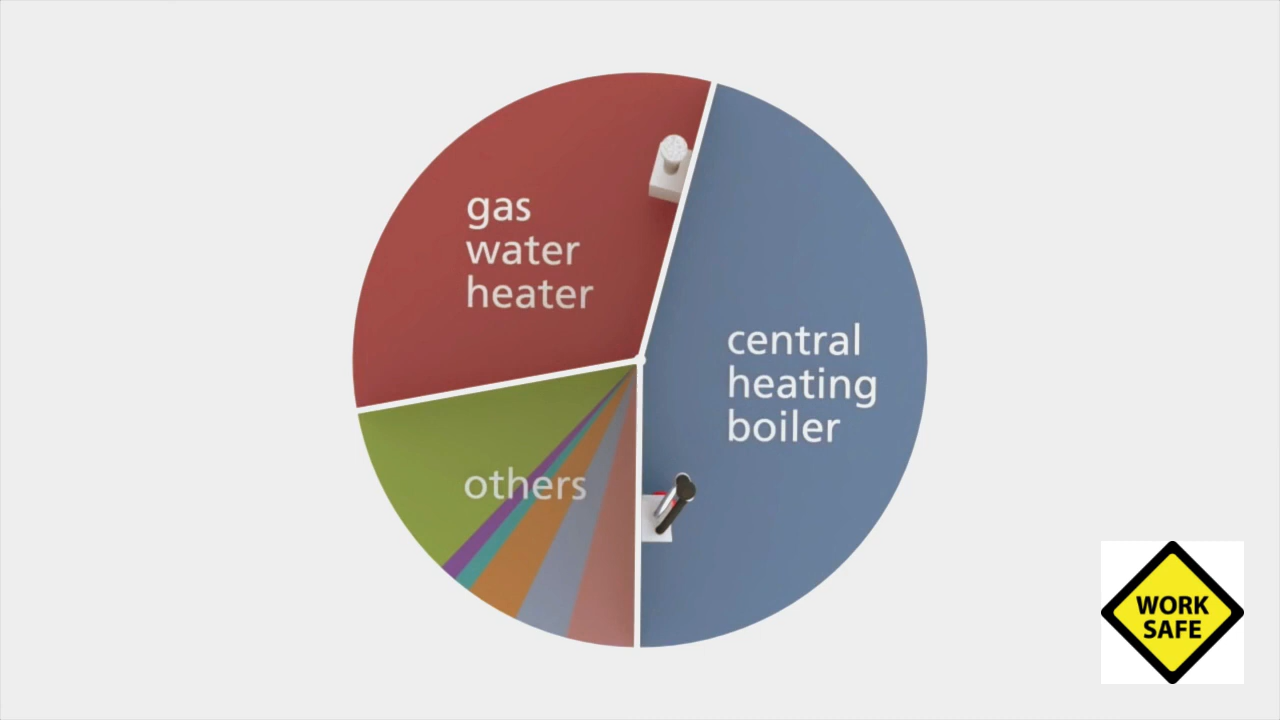 gas
water
heater
central
heating
boiler
others
WORK
SAFE